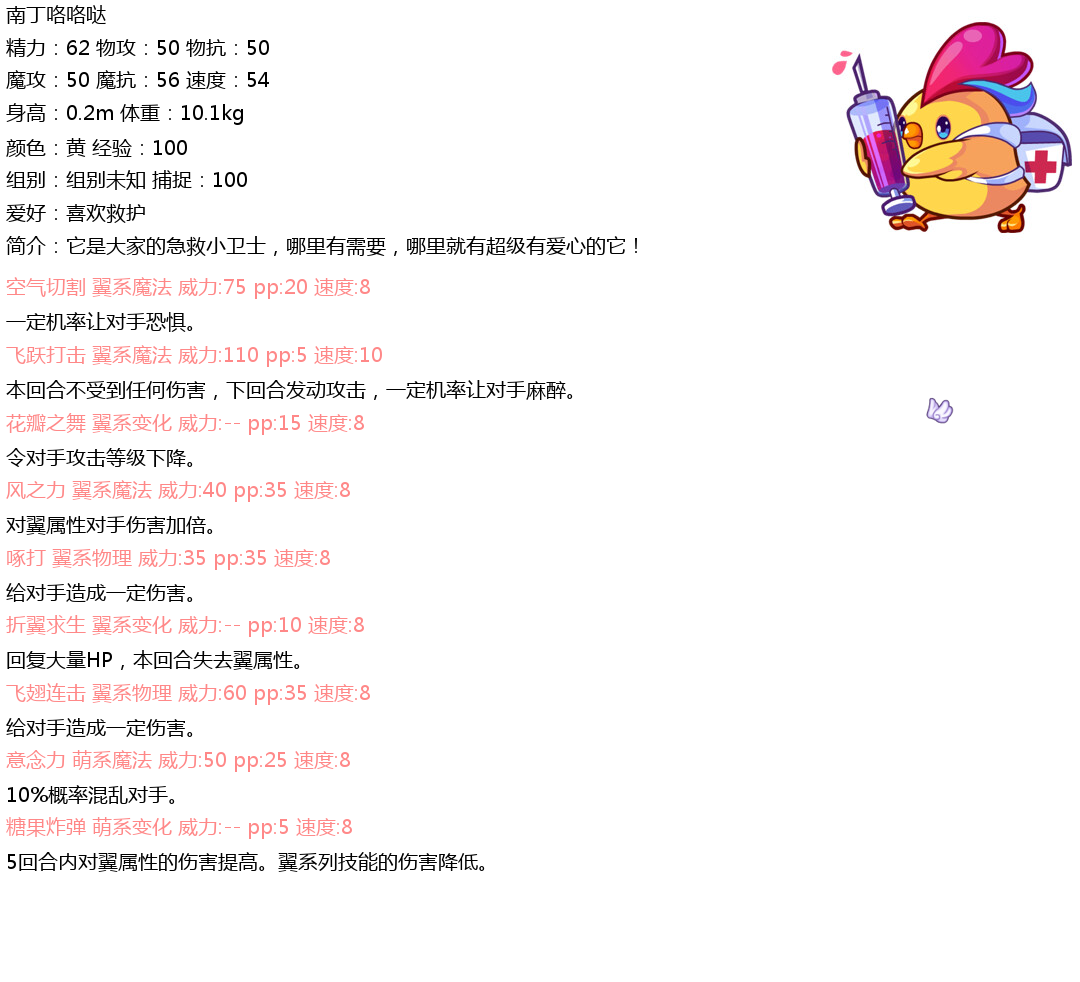 南丁咯咯哒
精力：62 物攻：50 物抗：50
魔攻：50 魔抗：56 速度：54
身高：0.2m 体重：10.1kg
颜色：黄 经验：100
组别：组别未知 捕捉：100
爱好：喜欢救护
简介：它是大家的急救小卫士，哪里有需要，哪里就有超级有爱心的它！
空气切割 翼系魔法 威力:75 pp:20 速度:8
一定机率让对手恐惧。
飞跃打击 翼系魔法 威力:110 pp:5 速度:10
本回合不受到任何伤害，下回合发动攻击，一定机率让对手麻醉。
花瓣之舞 翼系变化 威力:-- pp:15 速度:8
令对手攻击等级下降。
风之力 翼系魔法 威力:40 pp:35 速度:8
对翼属性对手伤害加倍。
啄打 翼系物理 威力:35 pp:35 速度:8
给对手造成一定伤害。
折翼求生 翼系变化 威力:-- pp:10 速度:8
回复大量HP，本回合失去翼属性。
飞翅连击 翼系物理 威力:60 pp:35 速度:8
给对手造成一定伤害。
意念力 萌系魔法 威力:50 pp:25 速度:8
10%概率混乱对手。
糖果炸弹 萌系变化 威力:-- pp:5 速度:8
5回合内对翼属性的伤害提高。翼系列技能的伤害降低。